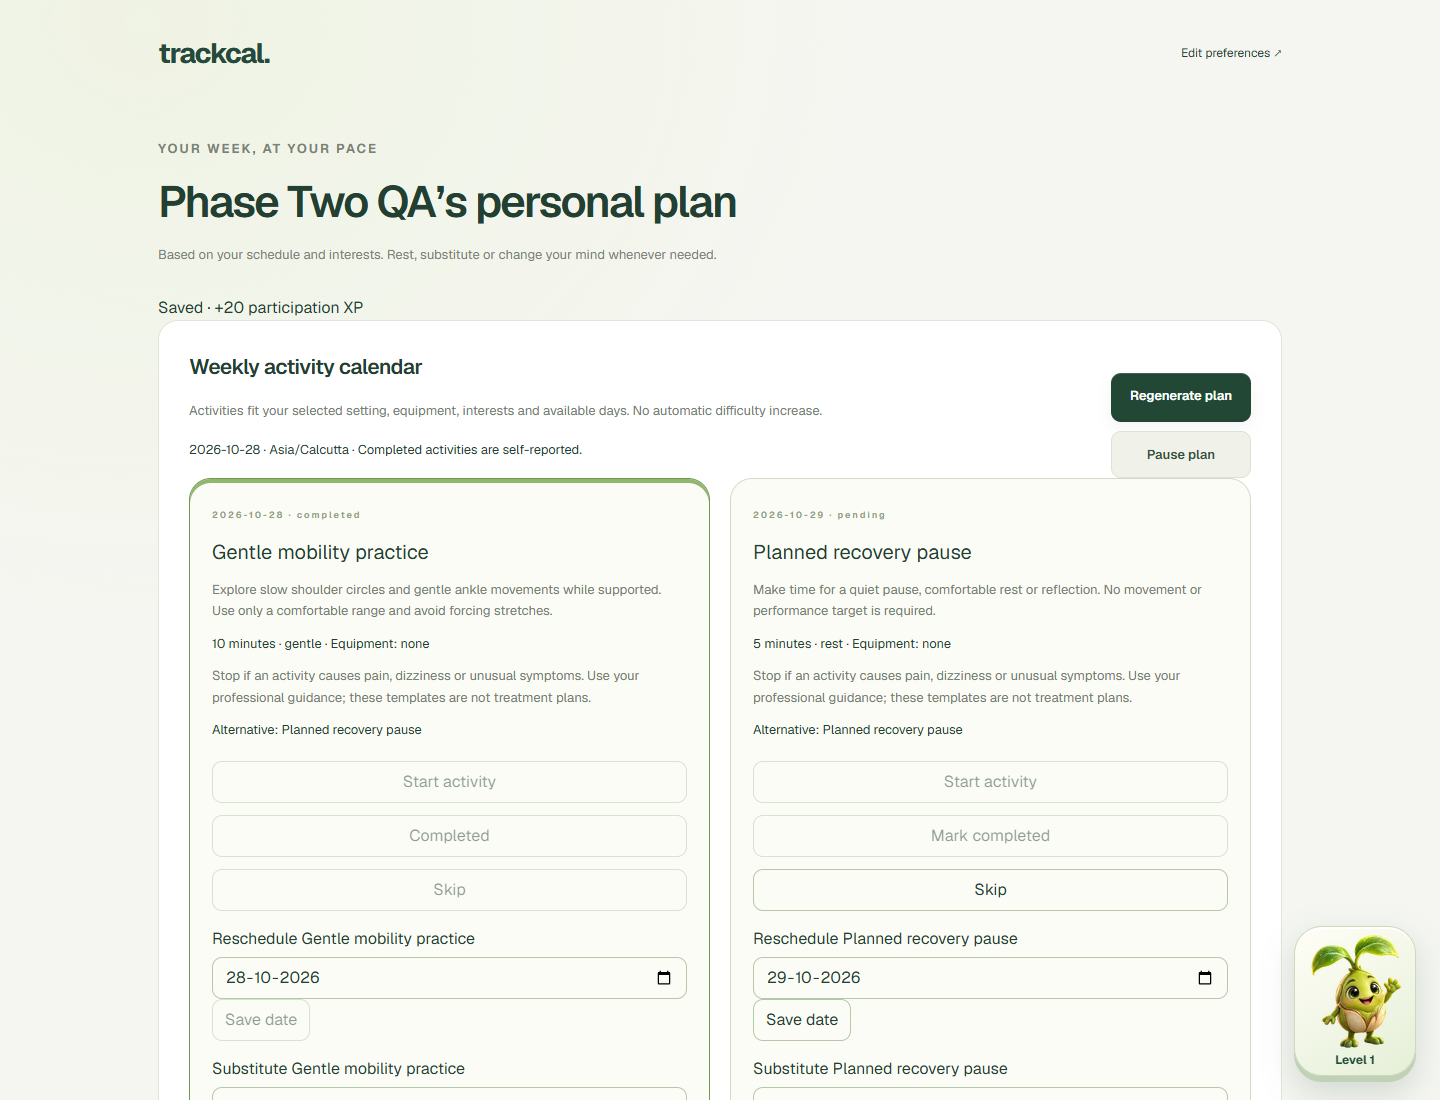 trackcal.
Edit preferences ↗
YOUR WEEK, AT YOUR PACE
Phase Two QA’s personal plan
Based on your schedule and interests. Rest, substitute or change your mind whenever needed.
Saved · +20 participation XP
Weekly activity calendar
Activities fit your selected setting, equipment, interests and available days. No automatic difficulty increase.
2026-10-28 · Asia/Calcutta · Completed activities are self-reported.
Regenerate plan
Pause plan
2026-10-28 · completed
Gentle mobility practice
Explore slow shoulder circles and gentle ankle movements while supported.
Use only a comfortable range and avoid forcing stretches.
10 minutes · gentle · Equipment: none
Stop if an activity causes pain, dizziness or unusual symptoms. Use your
professional guidance; these templates are not treatment plans.
Alternative: Planned recovery pause
Start activity
Completed
Skip
Reschedule Gentle mobility practice
28-10-2026
Save date
Substitute Gentle mobility practice
2026-10-29 · pending
Planned recovery pause
Make time for a quiet pause, comfortable rest or reflection. No movement or
performance target is required.
5 minutes · rest · Equipment: none
Stop if an activity causes pain, dizziness or unusual symptoms. Use your
professional guidance; these templates are not treatment plans.
Alternative: Planned recovery pause
Start activity
Mark completed
Skip
Reschedule Planned recovery pause
29-10-2026
Save date
Substitute Planned recovery pause
Level 1